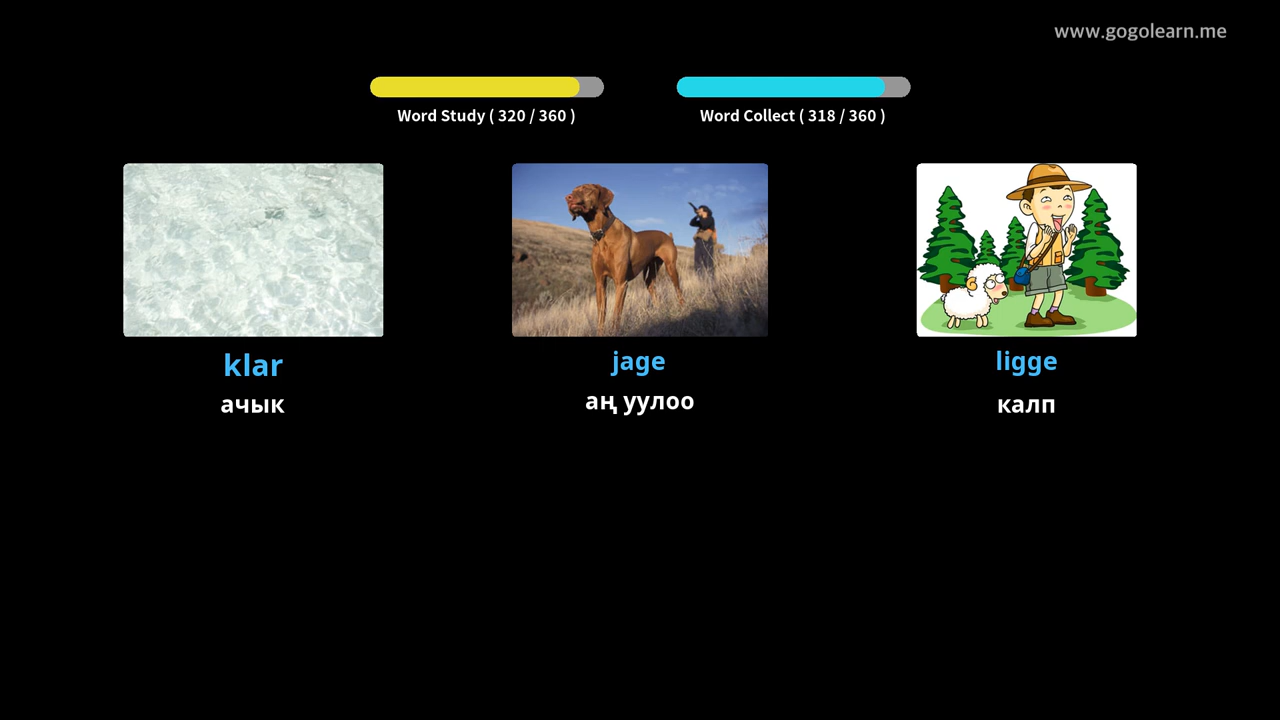 www.gogolearn.me
Word Study ( 320 / 360 )
Word Collect ( 318 / 360 )
klar
ачык
jage
аң уулоо
ligge
калп